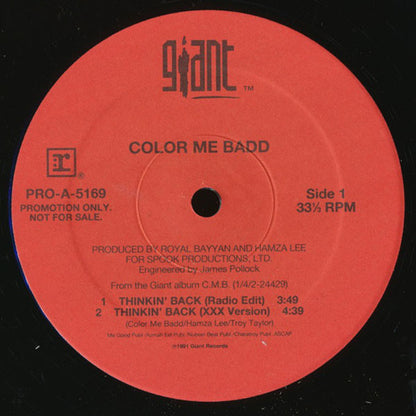 giant
TM
COLOR ME BADD
r
PRO-A-5169
PROMOTION ONLY.
NOT FOR SALE.
Side 1
33⅓ RPM
PRODUCED BY ROYAL BAYYAN AND HAMZA LEE
FOR SPOOK PRODUCTIONS, LTD.
Engineered by James Pollock
From the Giant album C.M.B. (1/4/2-24429)
1 THINKIN' BACK (Radio Edit) 3:49
2 THINKIN' BACK (XXX Version) 4:39
(Color Me Badd/Hamza Lee/Troy Taylor)
℗1991 Giant Records